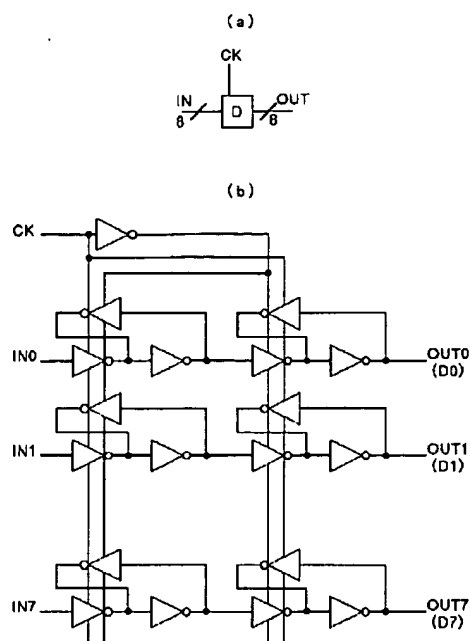 (a)
CK
IN
OUT
D
8
8
(b)
CK
IN0
OUT0
(D0)
IN1
OUT1
(D1)
IN7
OUT7
(D7)